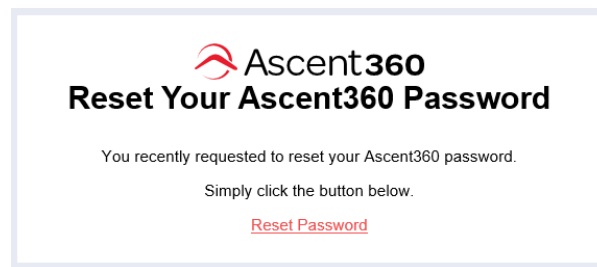 Ascent360
Reset Your Ascent360 Password
You recently requested to reset your Ascent360 password.
Simply click the button below.
Reset Password